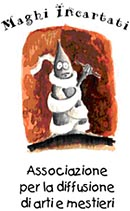 Maghi Incartati
Associazione
per la diffusione
di arti e mestieri